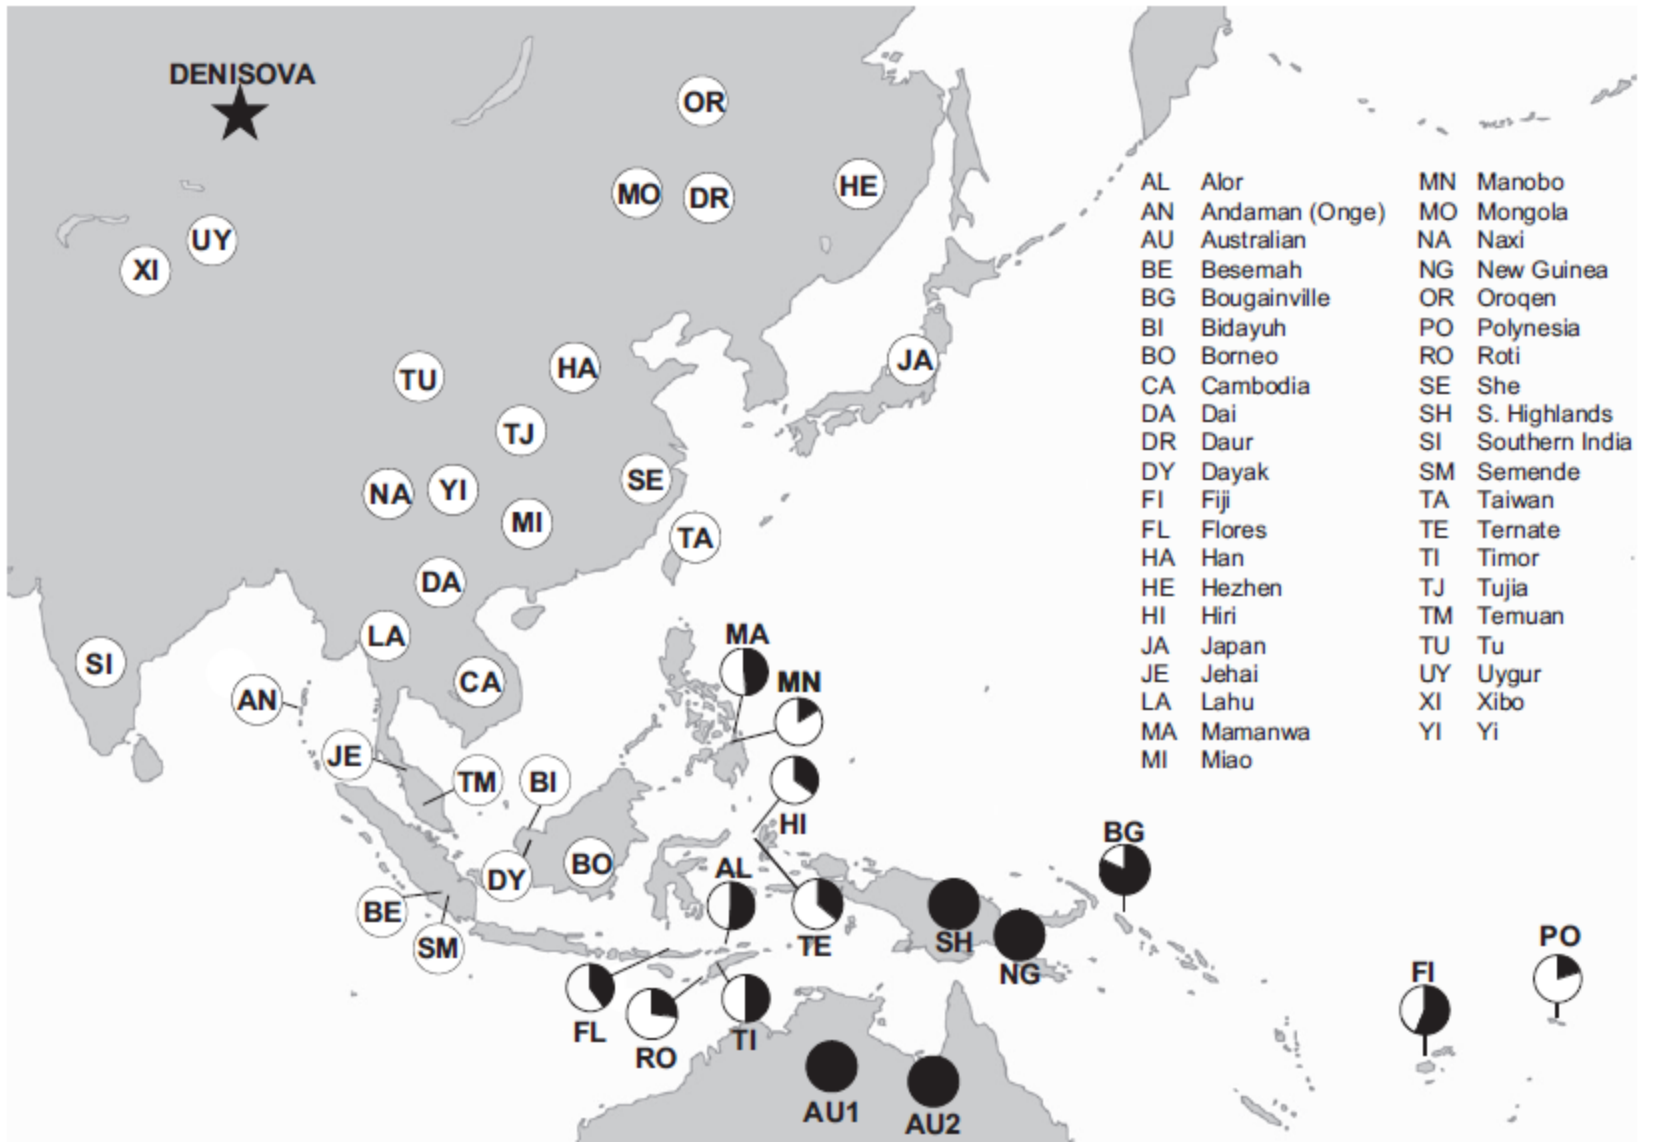 DENISOVA
OR
MO
DR
HE
UY
XI
JA
TU
HA
TJ
NA
YI
SE
MI
TA
DA
LA
SI
CA
AN
MA
MN
JE
TM
BI
HI
BO
DY
AL
BG
BE
SM
TE
SH
NG
PO
FI
FL
RO
TI
AU1
AU2
AL Alor
AN Andaman (Onge)
AU Australian
BE Besemah
BG Bougainville
BI Bidayuh
BO Borneo
CA Cambodia
DA Dai
DR Daur
DY Dayak
FI Fiji
FL Flores
HA Han
HE Hezhen
HI Hiri
JA Japan
JE Jehai
LA Lahu
MA Mamanwa
MI Miao
MN Manobo
MO Mongola
NA Naxi
NG New Guinea
OR Oroqen
PO Polynesia
RO Roti
SE She
SH S. Highlands
SI Southern India
SM Semende
TA Taiwan
TE Ternate
TI Timor
TJ Tujia
TM Temuan
TU Tu
UY Uygur
XI Xibo
YI Yi